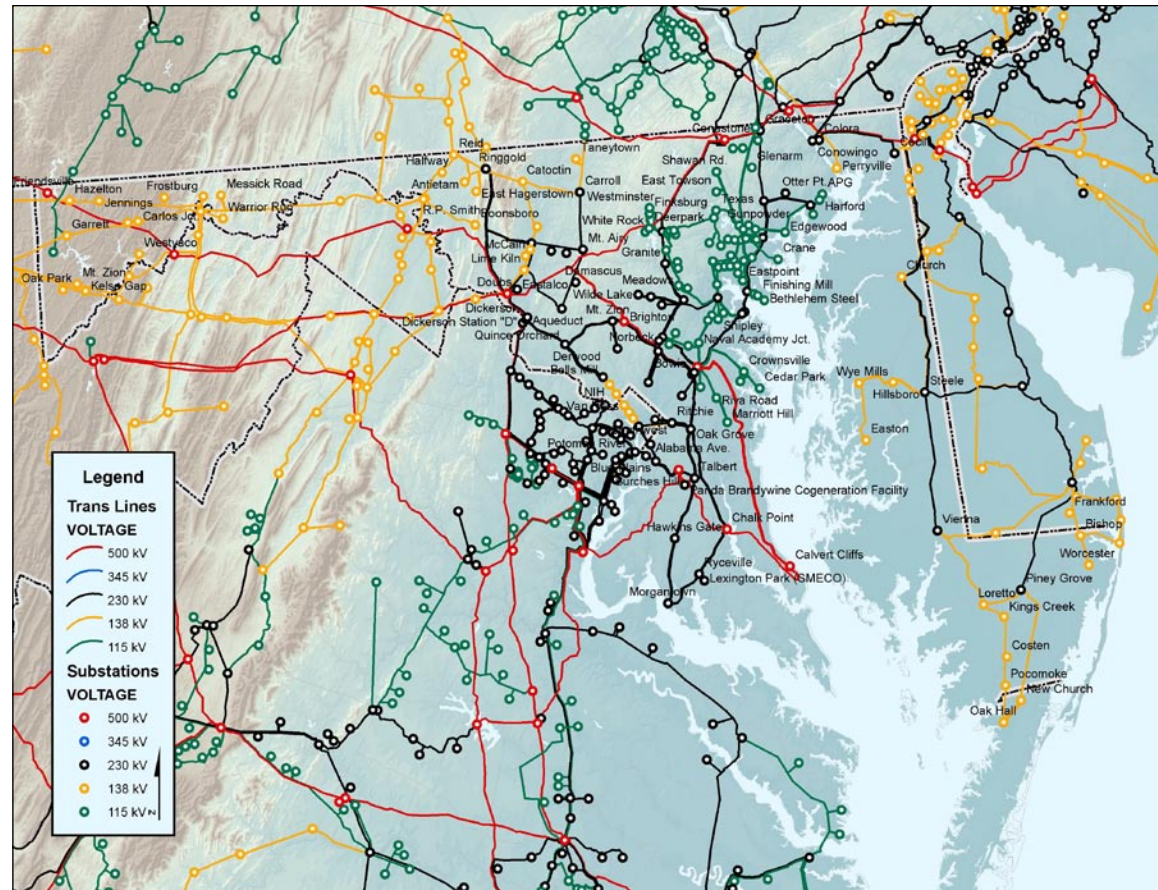 Conastone
Graceton
Colora
Conowingo
Perryville
Cecil
Reid
Ringgold
Halfway
Taneytown
Catoctin
Antietam
East Hagerstown
Carroll
Westminster
Shawan Rd.
Glenarm
East Towson
Otter Pt.
APG
Harford
Friendsville
Hazelton
Frostburg
Messick Road
Jennings
Carlos Jct.
Warrior Run
Garrett
Westvaco
R.P. Smith
Boonsboro
White Rock
Finksburg
Deerpark
Texas
Gunpowder
Edgewood
Crane
McCain
Lime Kiln
Mt. Airy
Granite
Oak Park
Mt. Zion
Kelso Gap
Doubs
Eastalco
Damascus
Meadow
Eastpoint
Finishing Mill
Bethlehem Steel
Church
Dickerson
Wilde Lake
Mt. Zion
Dickerson Station "D"
Aqueduct
Brighton
Quince Orchard
Norbeck
Shipley
Naval Academy Jct.
Derwood
Bells Mill
Bowie
Crownsville
Cedar Park
NIH
Riva Road
Marriott Hill
Ritchie
Oak Grove
Wye Mills
Steele
Hillsboro
Easton
Potomac River
Alabama Ave.
Blue Plains
Talbert
Burches Hill
Panda Brandywine Cogeneration Facility
Hawkins Gate
Chalk Point
Calvert Cliffs
Ryceville
Lexington Park (SMECO)
Morgantown
Vienna
Frankford
Bishop
Worcester
Piney Grove
Loretto
Kings Creek
Costen
Pocomoke
New Church
Oak Hall
Legend
Trans Lines
VOLTAGE
500 kV
345 kV
230 kV
138 kV
115 kV
Substations
VOLTAGE
500 kV
345 kV
230 kV
138 kV
115 kV
N